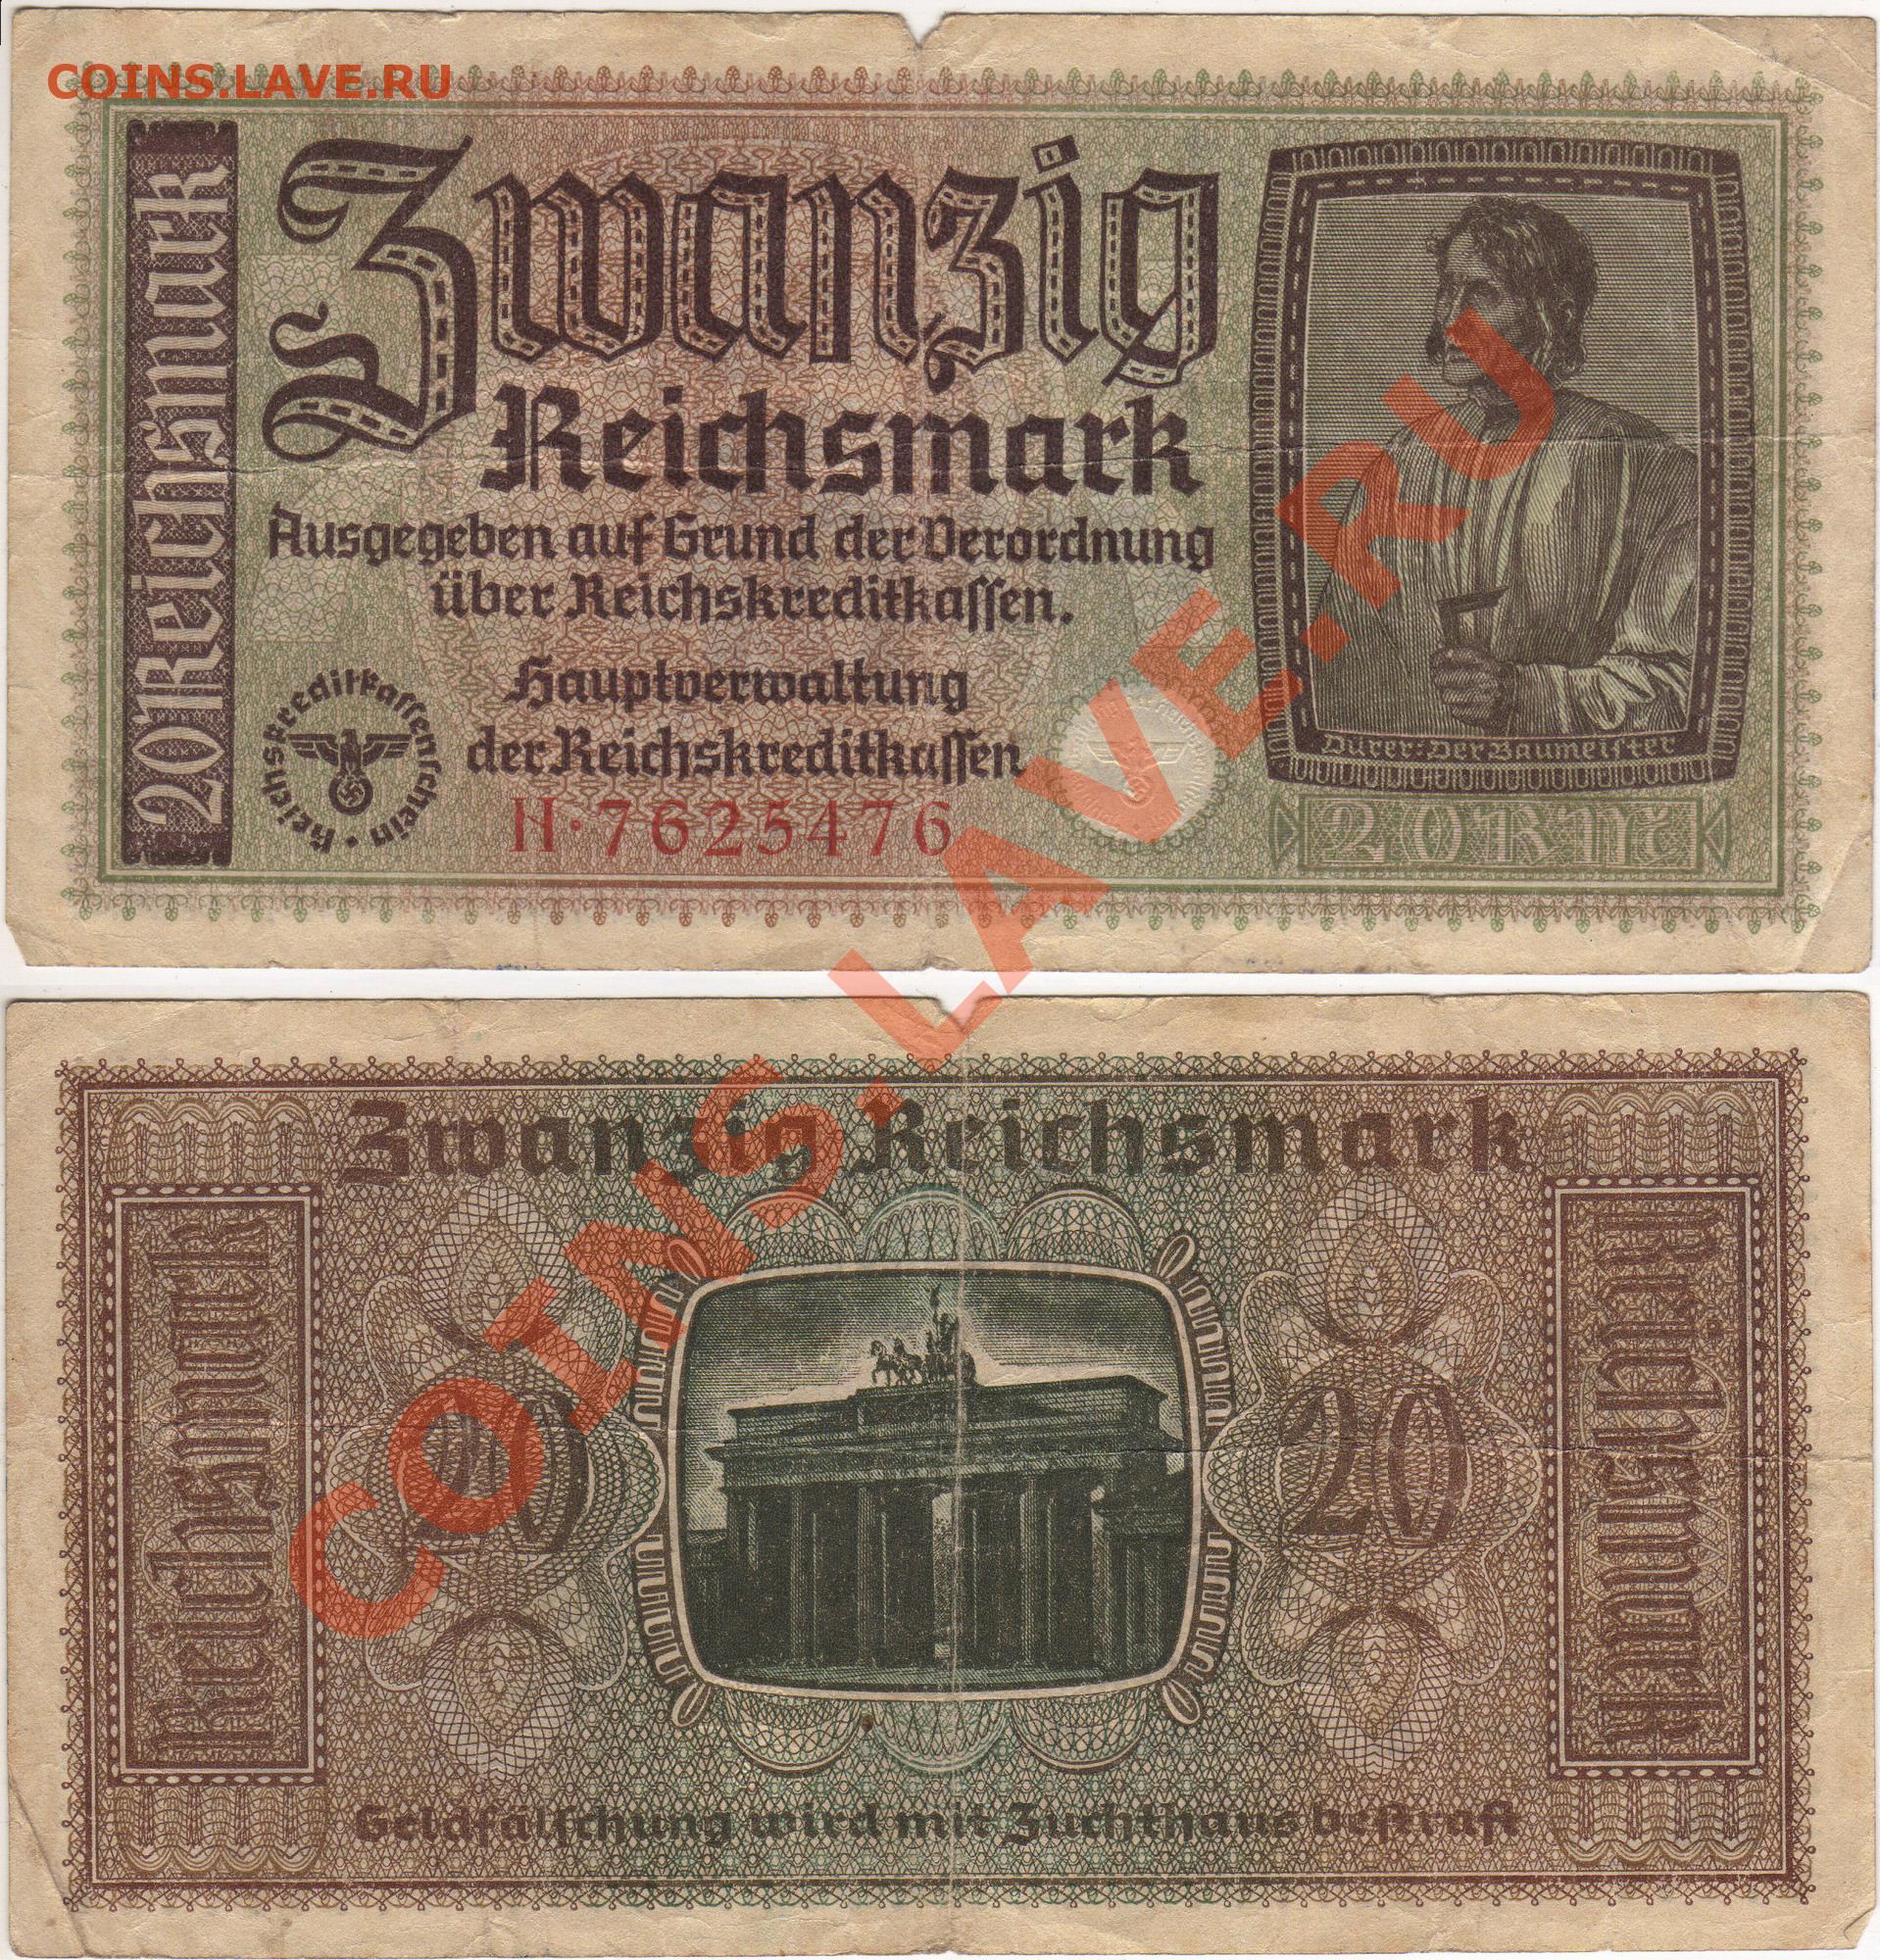 COINS.LAVE.RU
20 Reichsmark
Zwanzig
Reichsmark
Ausgegeben auf Grund der Verordnung
über Reichskreditkassen.
Hauptverwaltung
der Reichskreditkassen
Reichskreditkassenschein •
H·7625476
Dürer: Der Baumeister
20 RM
COINS.LAVE.RU
Zwanzig Reichsmark
Reichsmark
20
20
Reichsmark
Geldfälschung wird mit Zuchthaus bestraft